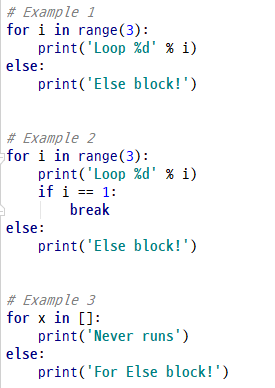 # Example 1
for i in range(3):
    print('Loop %d' % i)
else:
    print('Else block!')
# Example 2
for i in range(3):
    print('Loop %d' % i)
    if i == 1:
        break
else:
    print('Else block!')
# Example 3
for x in []:
    print('Never runs')
else:
    print('For Else block!')